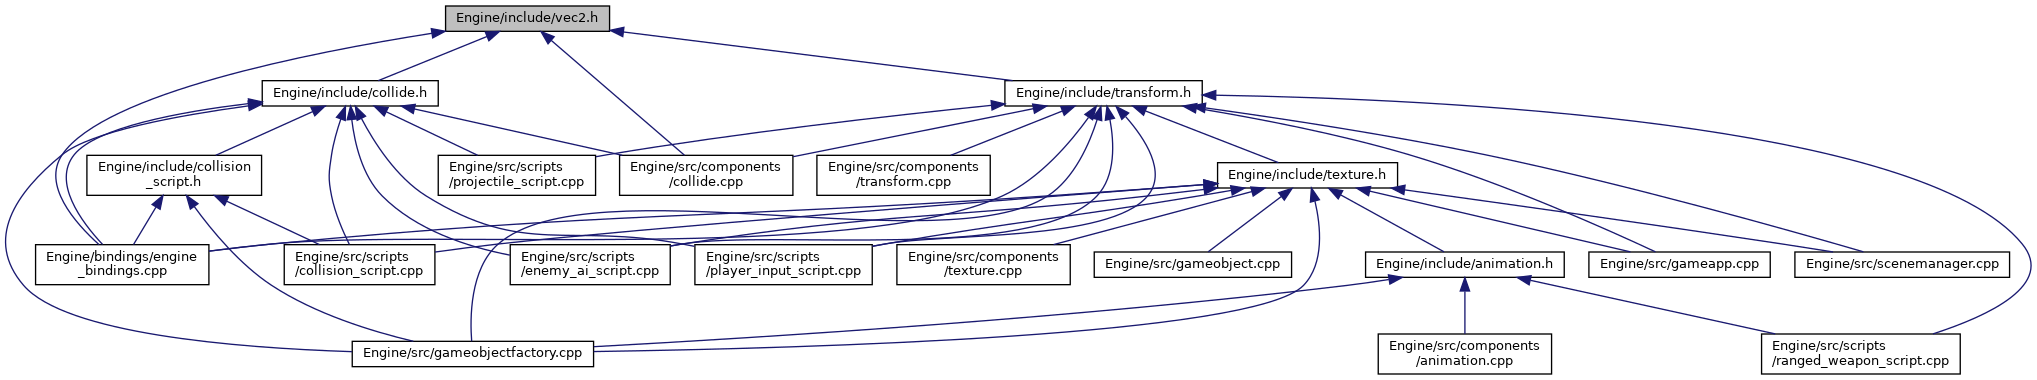 Engine/include/vec2.h
Engine/include/collide.h
Engine/include/transform.h
Engine/include/collision
_script.h
Engine/src/scripts
/projectile_script.cpp
Engine/src/components
/collide.cpp
Engine/src/components
/transform.cpp
Engine/include/texture.h
Engine/bindings/engine
_bindings.cpp
Engine/src/scripts
/collision_script.cpp
Engine/src/scripts
/enemy_ai_script.cpp
Engine/src/scripts
/player_input_script.cpp
Engine/src/components
/texture.cpp
Engine/src/gameobject.cpp
Engine/include/animation.h
Engine/src/gameapp.cpp
Engine/src/scenemanager.cpp
Engine/src/gameobjectfactory.cpp
Engine/src/components
/animation.cpp
Engine/src/scripts
/ranged_weapon_script.cpp